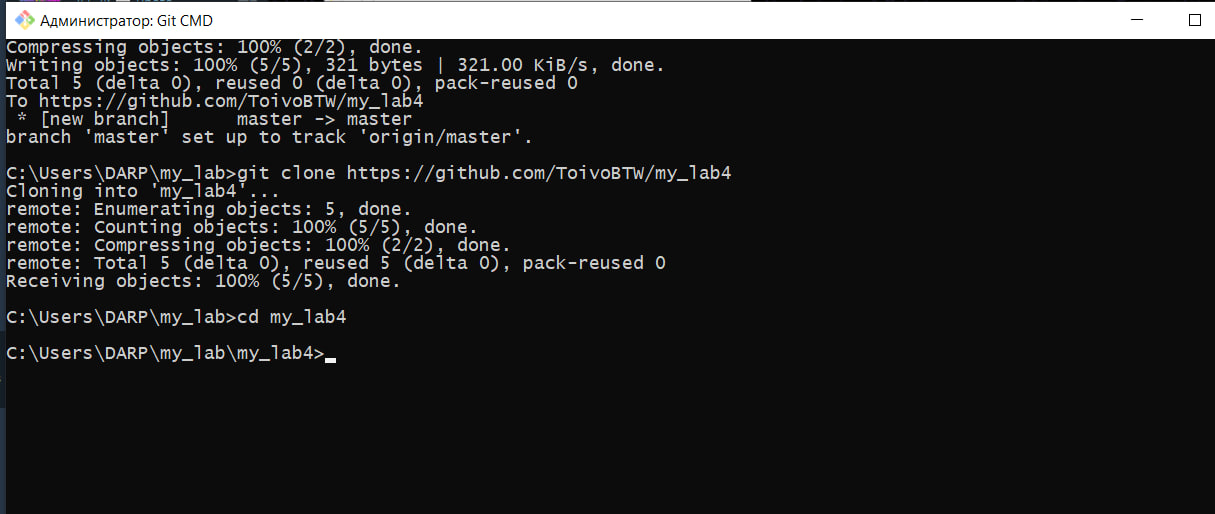 Администратор: Git CMD
Compressing objects: 100% (2/2), done.
Writing objects: 100% (5/5), 321 bytes | 321.00 KiB/s, done.
Total 5 (delta 0), reused 0 (delta 0), pack-reused 0
To https://github.com/ToivoBTW/my_lab4
 * [new branch]      master -> master
branch 'master' set up to track 'origin/master'.
C:\Users\DARP\my_lab>git clone https://github.com/ToivoBTW/my_lab4
Cloning into 'my_lab4'...
remote: Enumerating objects: 5, done.
remote: Counting objects: 100% (5/5), done.
remote: Compressing objects: 100% (2/2), done.
remote: Total 5 (delta 0), reused 5 (delta 0), pack-reused 0
Receiving objects: 100% (5/5), done.
C:\Users\DARP\my_lab>cd my_lab4
C:\Users\DARP\my_lab\my_lab4>